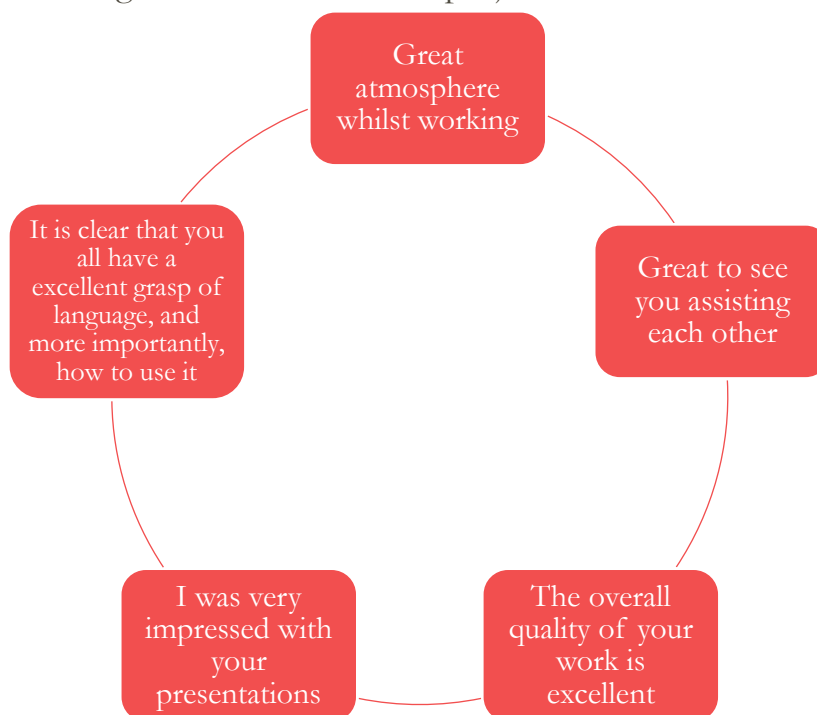 Great
atmosphere
whilst working
Great to see
you assisting
each other
The overall
quality of your
work is
excellent
I was very
impressed with
your
presentations
It is clear that you
all have a
excellent grasp of
language, and
more importantly,
how to use it